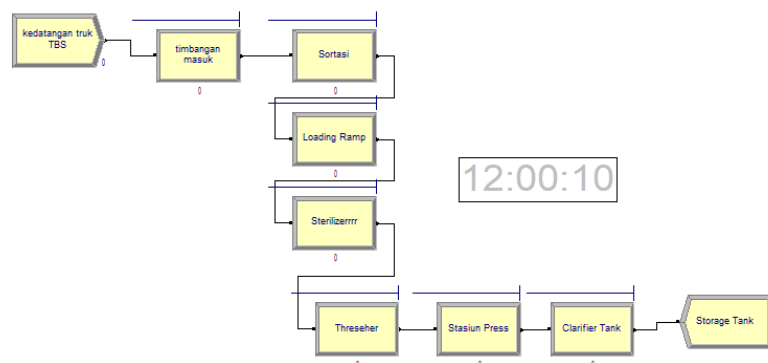 kedatangan truk
TBS
0
timbangan
masuk
0
Sortasi
0
Loading Ramp
0
Sterilizerrrr
0
12:00:10
Threseher
Stasiun Press
Clarifier Tank
Storage Tank